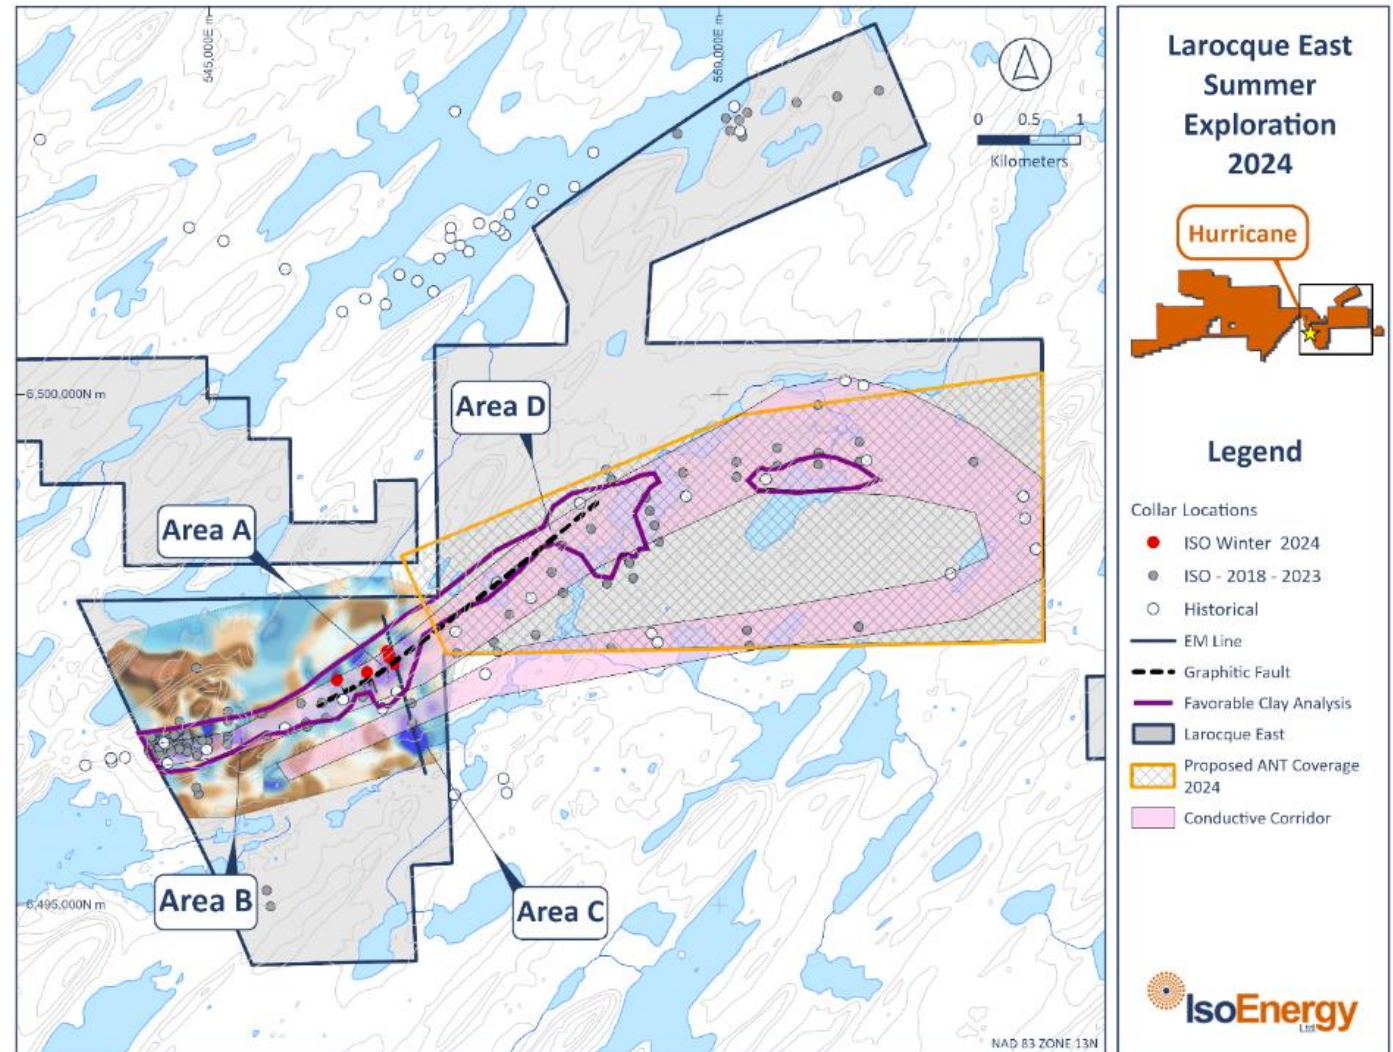 545,000E m
550,000E m
0 0.5 1
Kilometers
6,500,000N m
Area D
Area A
Area B
Area C
6,495,000N m
NAD 83 ZONE 13N
Larocque East
Summer
Exploration
2024
Hurricane
Legend
Collar Locations
ISO Winter 2024
ISO - 2018 - 2023
Historical
EM Line
Graphitic Fault
Favorable Clay Analysis
Larocque East
Proposed ANT Coverage
2024
Conductive Corridor
IsoEnergy
Ltd.